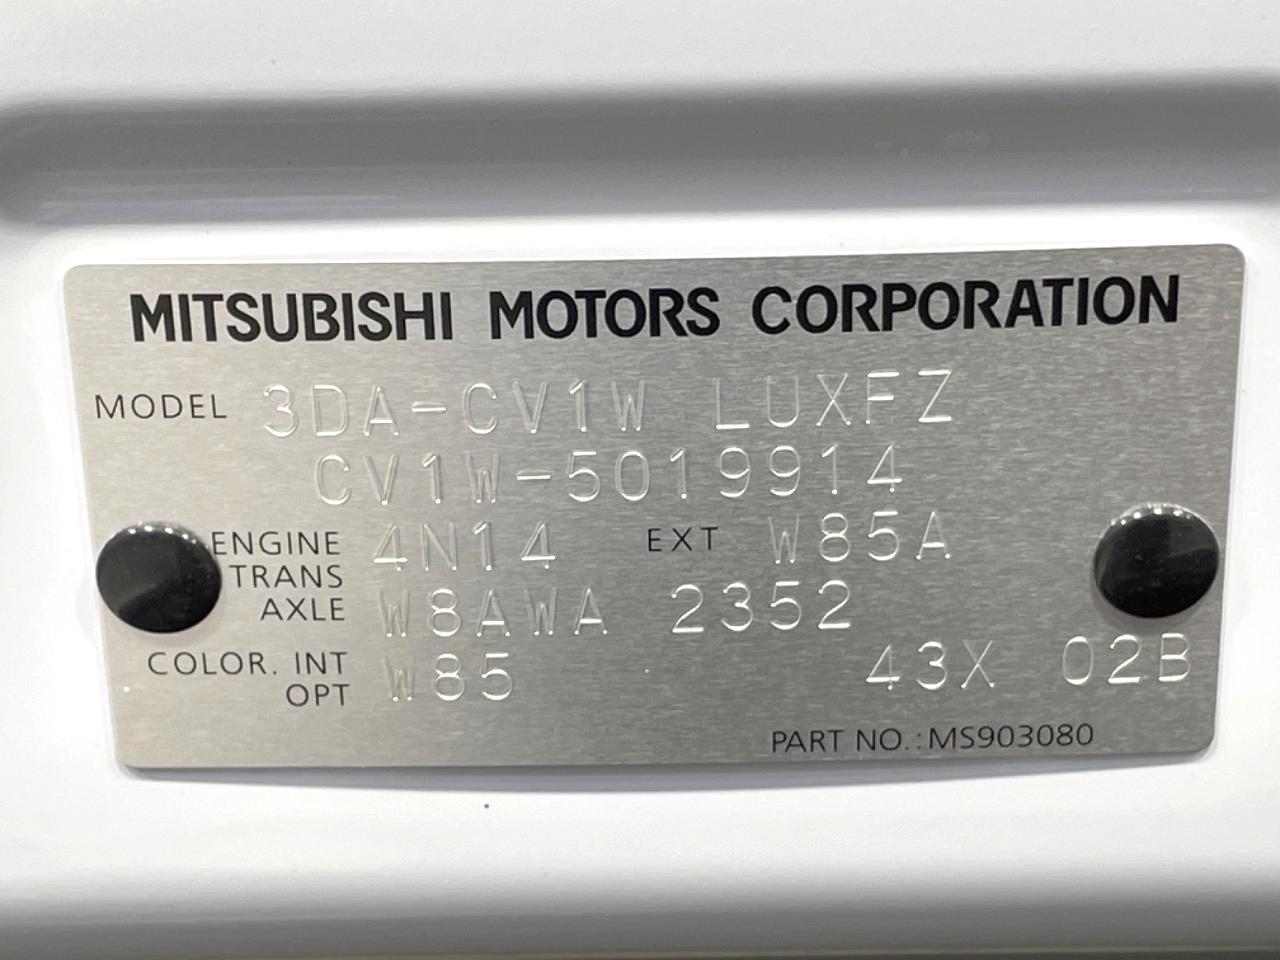 MITSUBISHI MOTORS CORPORATION
MODEL 3DA-CV1W LUXFZ
CV1W-5019914
ENGINE 4N14 EXT W85A
TRANS
AXLE W8AWA 2352
COLOR. INT W85 43X 02B
OPT
PART NO.:MS903080